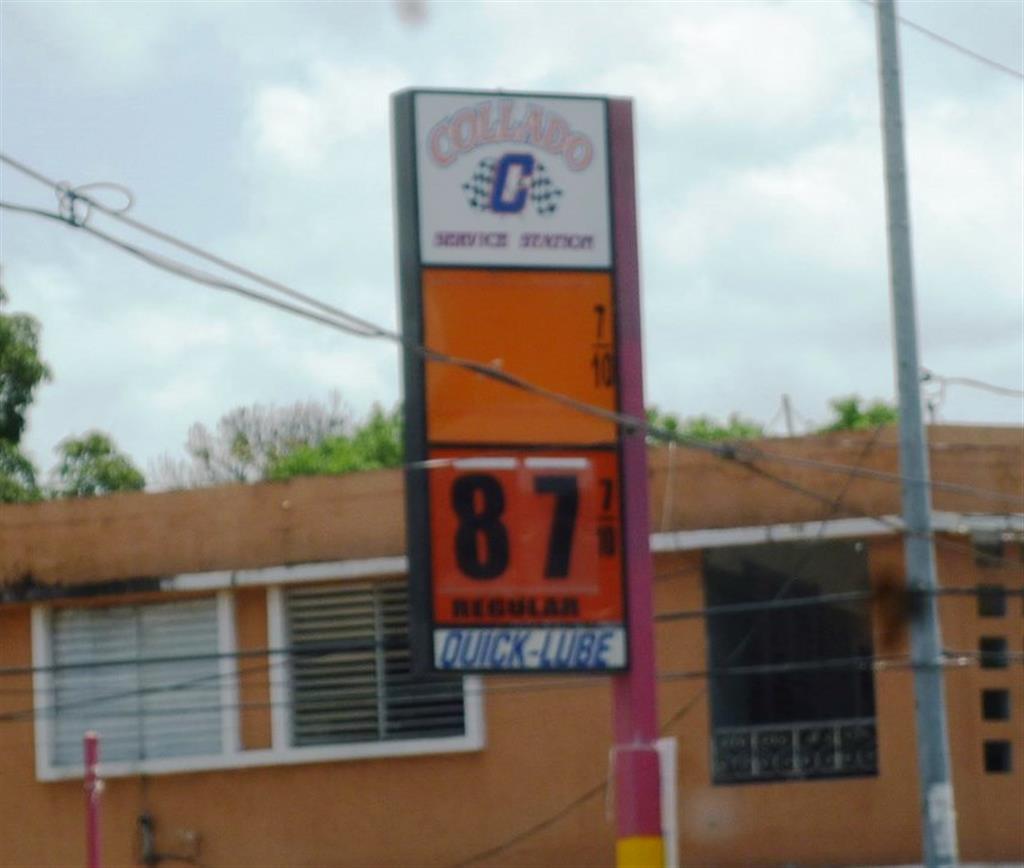 COLLADO
C
SERVICE STATION
7
10
87 7
10
REGULAR
QUICK-LUBE